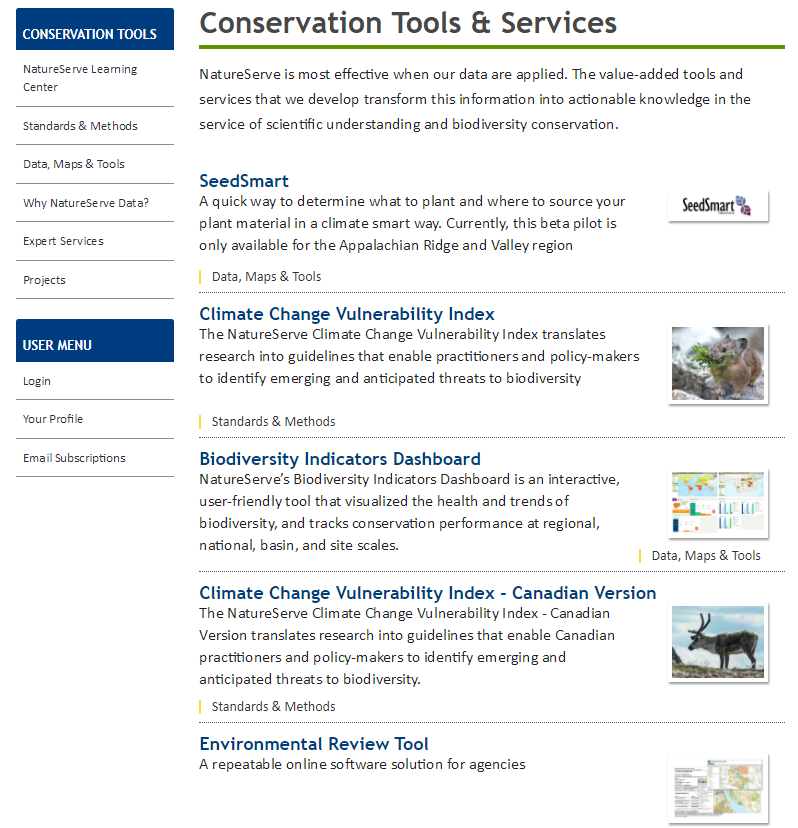 CONSERVATION TOOLS
NatureServe Learning
Center
Standards & Methods
Data, Maps & Tools
Why NatureServe Data?
Expert Services
Projects
USER MENU
Login
Your Profile
Email Subscriptions
Conservation Tools & Services
NatureServe is most effective when our data are applied. The value-added tools and
services that we develop transform this information into actionable knowledge in the
service of scientific understanding and biodiversity conservation.
SeedSmart
A quick way to determine what to plant and where to source your
plant material in a climate smart way. Currently, this beta pilot is
only available for the Appalachian Ridge and Valley region
SeedSmart
Data, Maps & Tools
Climate Change Vulnerability Index
The NatureServe Climate Change Vulnerability Index translates
research into guidelines that enable practitioners and policy-makers
to identify emerging and anticipated threats to biodiversity
Standards & Methods
Biodiversity Indicators Dashboard
NatureServe’s Biodiversity Indicators Dashboard is an interactive,
user-friendly tool that visualized the health and trends of
biodiversity, and tracks conservation performance at regional,
national, basin, and site scales.
Data, Maps & Tools
Climate Change Vulnerability Index - Canadian Version
The NatureServe Climate Change Vulnerability Index - Canadian
Version translates research into guidelines that enable Canadian
practitioners and policy-makers to identify emerging and
anticipated threats to biodiversity.
Standards & Methods
Environmental Review Tool
A repeatable online software solution for agencies